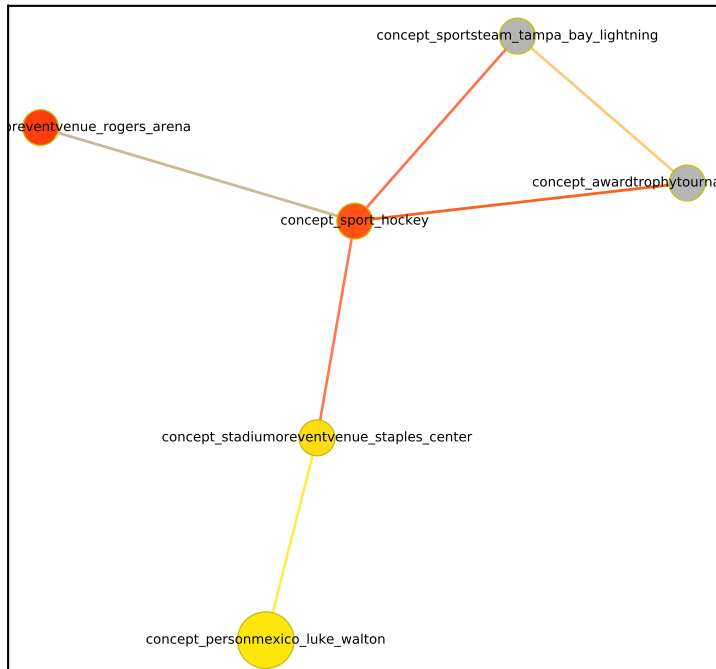 concept_sportsteam_tampa_bay_lightning
oreventvenue_rogers_arena
concept_awardtrophytourna
concept_sport_hockey
concept_stadiumoreventvenue_staples_center
concept_personmexico_luke_walton